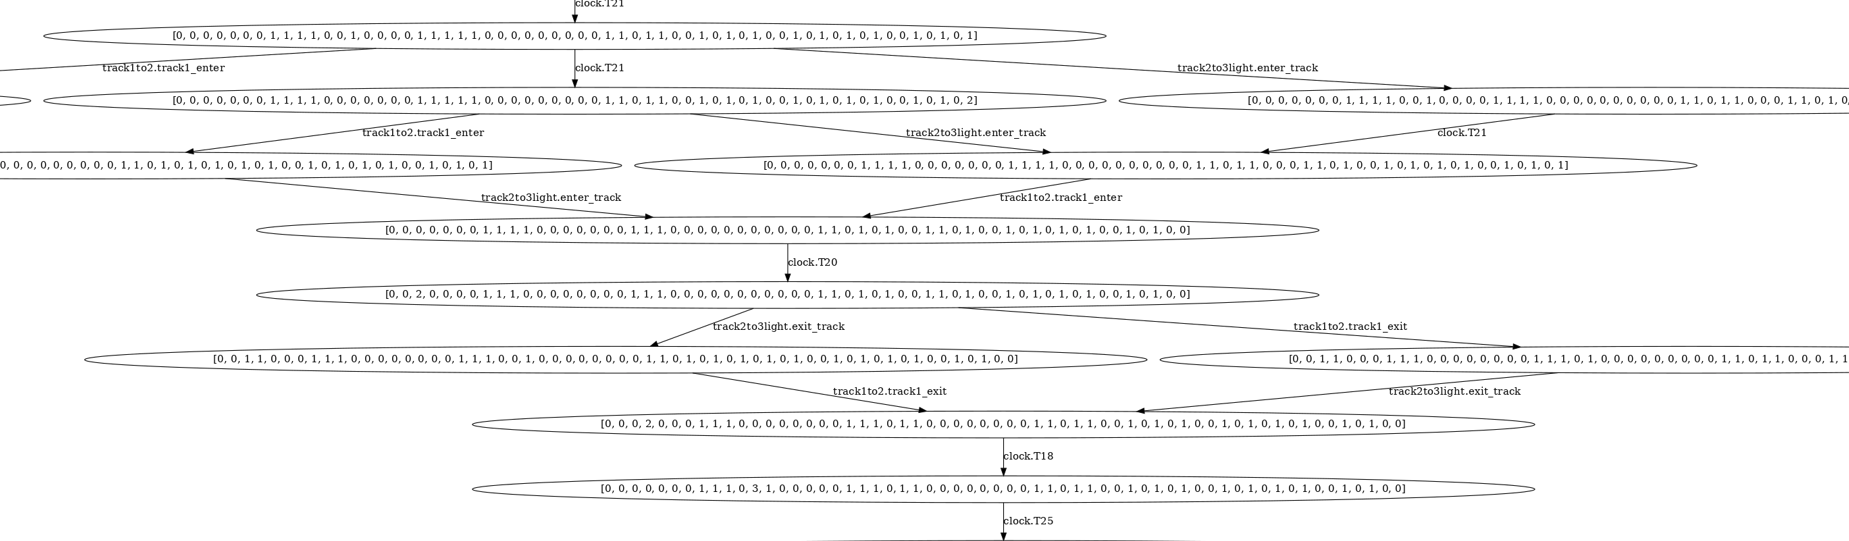 clock.T21
[0, 0, 0, 0, 0, 0, 0, 1, 1, 1, 1, 1, 0, 0, 1, 0, 0, 0, 0, 1, 1, 1, 1, 1, 0, 0, 0, 0, 0, 0, 0, 0, 0, 1, 1, 0, 1, 1, 0, 0, 1, 0, 1, 0, 1, 0, 0, 1, 0, 1, 0, 1, 0, 1, 0, 0, 1, 0, 1, 0, 1]
track1to2.track1_enter
clock.T21
track2to3light.enter_track
[0, 0, 0, 0, 0, 0, 0, 1, 1, 1, 1, 1, 0, 0, 0, 0, 0, 0, 0, 1, 1, 1, 1, 1, 0, 0, 0, 0, 0, 0, 0, 0, 0, 1, 1, 0, 1, 1, 0, 0, 1, 0, 1, 0, 1, 0, 0, 1, 0, 1, 0, 1, 0, 1, 0, 0, 1, 0, 1, 0, 2]
[0, 0, 0, 0, 0, 0, 0, 1, 1, 1, 1, 1, 0, 0, 1, 0, 0, 0, 0, 1, 1, 1, 1, 0, 0, 0, 0, 0, 0, 0, 0, 0, 0, 1, 1, 0, 1, 1, 0, 0, 0, 1, 1, 0, 1, 0,
track1to2.track1_enter
track2to3light.enter_track
clock.T21
0, 0, 0, 0, 0, 0, 0, 0, 0, 1, 1, 0, 1, 0, 1, 0, 1, 0, 1, 0, 1, 0, 0, 1, 0, 1, 0, 1, 0, 1, 0, 0, 1, 0, 1, 0, 1]
[0, 0, 0, 0, 0, 0, 0, 1, 1, 1, 1, 1, 0, 0, 0, 0, 0, 0, 0, 1, 1, 1, 1, 0, 0, 0, 0, 0, 0, 0, 0, 0, 0, 1, 1, 0, 1, 1, 0, 0, 0, 1, 1, 0, 1, 0, 0, 1, 0, 1, 0, 1, 0, 1, 0, 0, 1, 0, 1, 0, 1]
track2to3light.enter_track
track1to2.track1_enter
[0, 0, 0, 0, 0, 0, 0, 1, 1, 1, 1, 1, 0, 0, 0, 0, 0, 0, 0, 1, 1, 1, 0, 0, 0, 0, 0, 0, 0, 0, 0, 0, 0, 1, 1, 0, 1, 0, 1, 0, 0, 1, 1, 0, 1, 0, 0, 1, 0, 1, 0, 1, 0, 1, 0, 0, 1, 0, 1, 0, 0]
clock.T20
[0, 0, 2, 0, 0, 0, 0, 1, 1, 1, 0, 0, 0, 0, 0, 0, 0, 0, 0, 1, 1, 1, 0, 0, 0, 0, 0, 0, 0, 0, 0, 0, 0, 1, 1, 0, 1, 0, 1, 0, 0, 1, 1, 0, 1, 0, 0, 1, 0, 1, 0, 1, 0, 1, 0, 0, 1, 0, 1, 0, 0]
track2to3light.exit_track
track1to2.track1_exit
[0, 0, 1, 1, 0, 0, 0, 1, 1, 1, 0, 0, 0, 0, 0, 0, 0, 0, 0, 1, 1, 1, 0, 0, 1, 0, 0, 0, 0, 0, 0, 0, 0, 1, 1, 0, 1, 0, 1, 0, 1, 0, 1, 0, 1, 0, 0, 1, 0, 1, 0, 1, 0, 1, 0, 0, 1, 0, 1, 0, 0]
[0, 0, 1, 1, 0, 0, 0, 1, 1, 1, 0, 0, 0, 0, 0, 0, 0, 0, 0, 1, 1, 1, 0, 1, 0, 0, 0, 0, 0, 0, 0, 0, 0, 1, 1, 0, 1, 1, 0, 0, 0, 1, 1
track1to2.track1_exit
track2to3light.exit_track
[0, 0, 0, 2, 0, 0, 0, 1, 1, 1, 0, 0, 0, 0, 0, 0, 0, 0, 0, 1, 1, 1, 0, 1, 1, 0, 0, 0, 0, 0, 0, 0, 0, 1, 1, 0, 1, 1, 0, 0, 1, 0, 1, 0, 1, 0, 0, 1, 0, 1, 0, 1, 0, 1, 0, 0, 1, 0, 1, 0, 0]
clock.T18
[0, 0, 0, 0, 0, 0, 0, 1, 1, 1, 0, 3, 1, 0, 0, 0, 0, 0, 0, 1, 1, 1, 0, 1, 1, 0, 0, 0, 0, 0, 0, 0, 0, 1, 1, 0, 1, 1, 0, 0, 1, 0, 1, 0, 1, 0, 0, 1, 0, 1, 0, 1, 0, 1, 0, 0, 1, 0, 1, 0, 0]
clock.T25